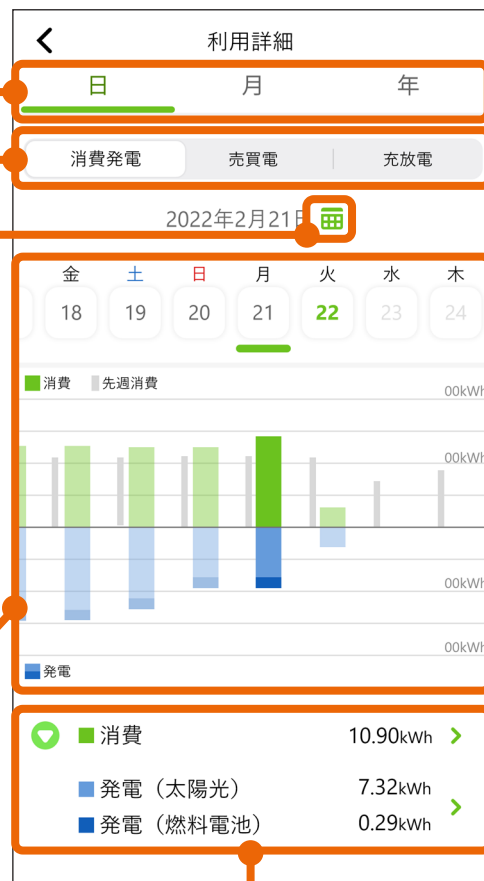 利用詳細
日 月 年
消費発電 売買電 充放電
2022年2月21日
金 土 日 月 火 水 木
18 19 20 21 22 23 24
消費 先週消費
00kWh
00kWh
00kWh
00kWh
発電
消費 10.90kWh
発電（太陽光） 7.32kWh
発電（燃料電池） 0.29kWh